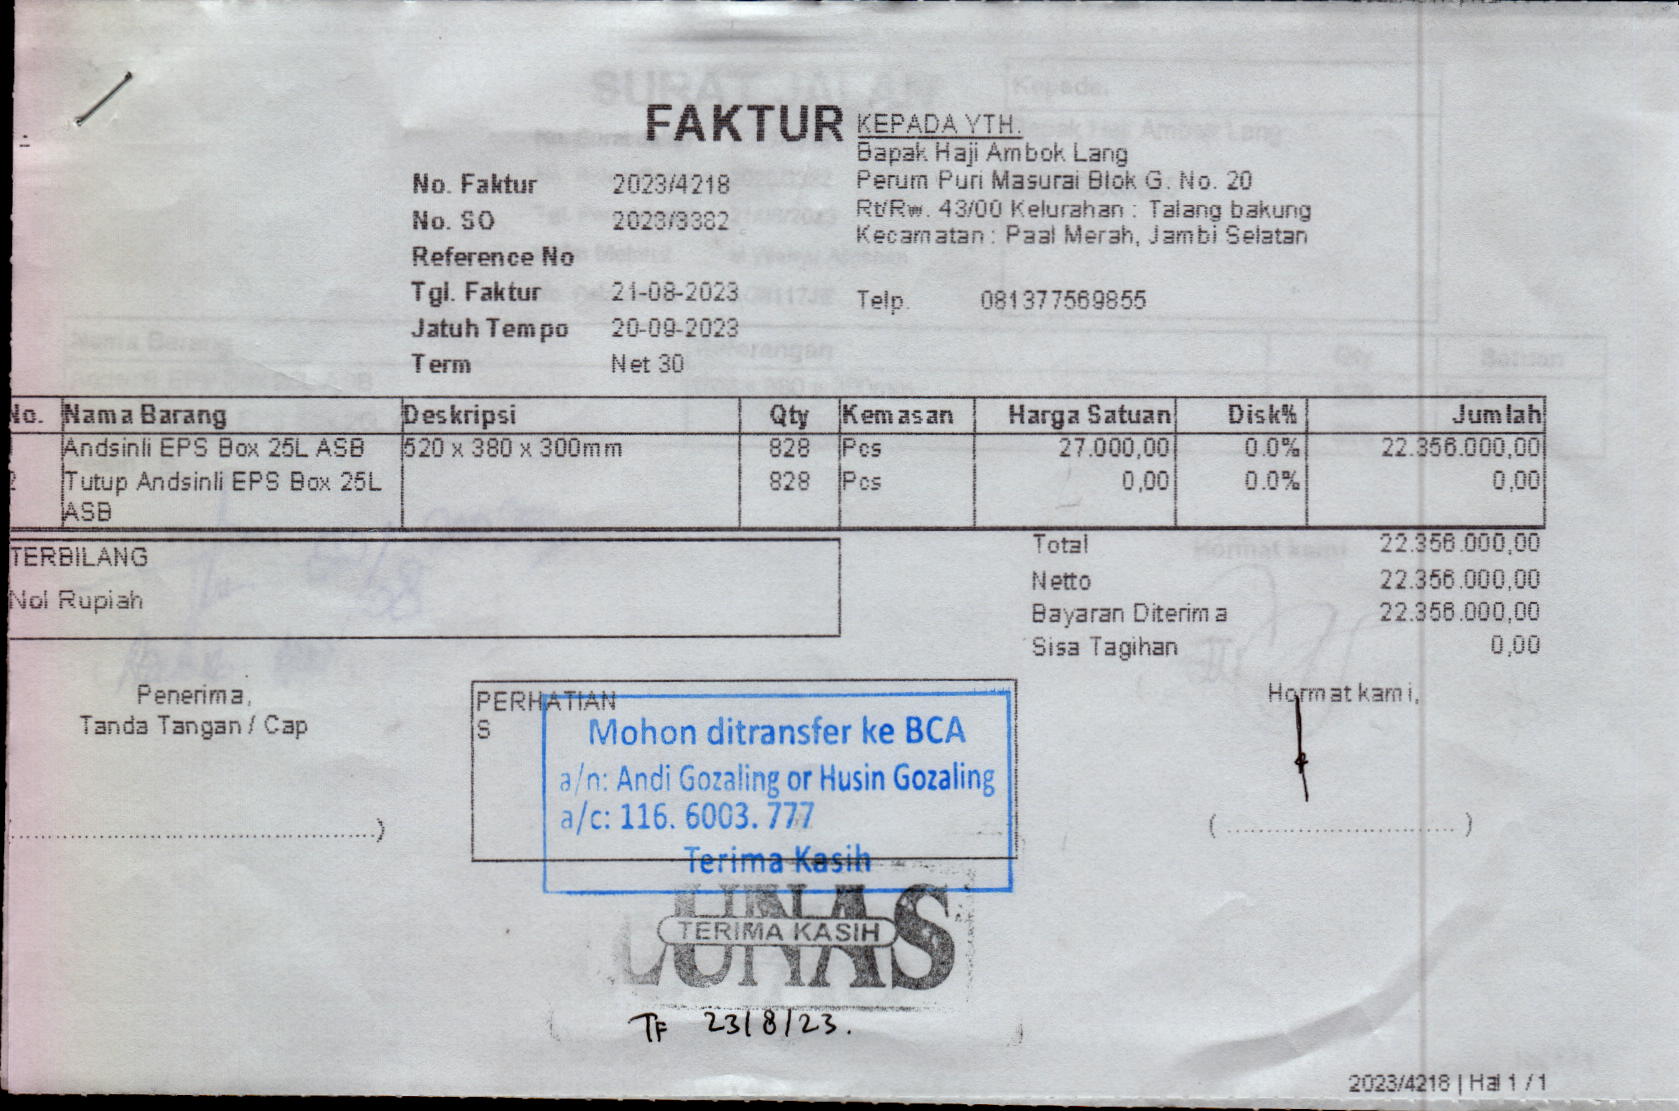 FAKTUR
KEPADA YTH.
Bapak Haji Ambok Lang
Perum Puri Masurai Blok G. No. 20
Rt/Rw. 43/00 Kelurahan : Talang bakung
Kecamatan : Paal Merah, Jambi Selatan
Telp. 081377569855
No. Faktur 2023/4218
No. SO 2023/3382
Reference No
Tgl. Faktur 21-08-2023
Jatuh Tempo 20-09-2023
Term Net 30
No. Nama Barang Deskripsi Qty Kemasan Harga Satuan Disk% Jumlah
Andsinli EPS Box 25L ASB 520 x 380 x 300mm 828 Pcs 27.000,00 0.0% 22.356.000,00
2 Tutup Andsinli EPS Box 25L 828 Pcs 0,00 0.0% 0,00
ASB
TERBILANG
Nol Rupiah
Total 22.356.000,00
Netto 22.356.000,00
Bayaran Diterima 22.356.000,00
Sisa Tagihan 0,00
Penerima,
Tanda Tangan / Cap
PERHATIAN
S
Mohon ditransfer ke BCA
a/n: Andi Gozaling or Husin Gozaling
a/c: 116. 6003. 777
Terima Kasih
Hormat kami,
LUNAS
TERIMA KASIH
TF 23/8/23.
2023/4218 | Hal 1 / 1